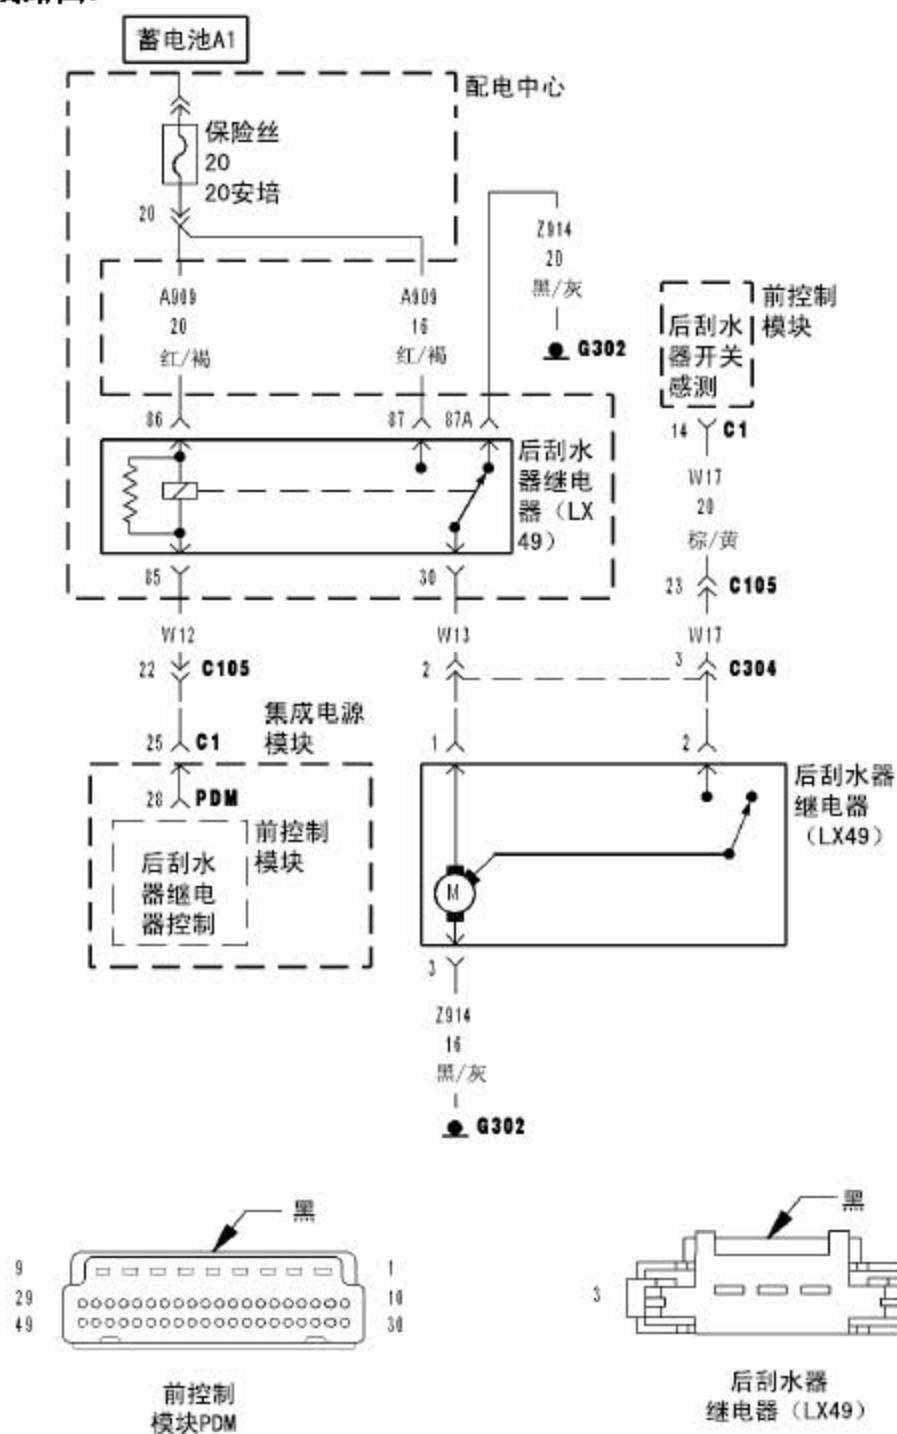 蓄电池A1
配电中心
保险丝
20
20安培
20
Z914
20
黑/灰
G302
A909
20
红/褐
A909
16
红/褐
前控制
模块
后刮水
器开关
感测
86
87
87A
14
C1
后刮水
器继电
器（LX
49）
W17
20
棕/黄
85
30
23
C105
W12
W13
W17
22
C105
2
3
C304
集成电源
模块
25
C1
1
2
28
PDM
前控制
模块
后刮水
器继电
器控制
后刮水器
继电器
（LX49）
M
3
Z914
16
黑/灰
G302
黑
黑
9
1
29
10
49
30
3
前控制
模块PDM
后刮水器
继电器（LX49）